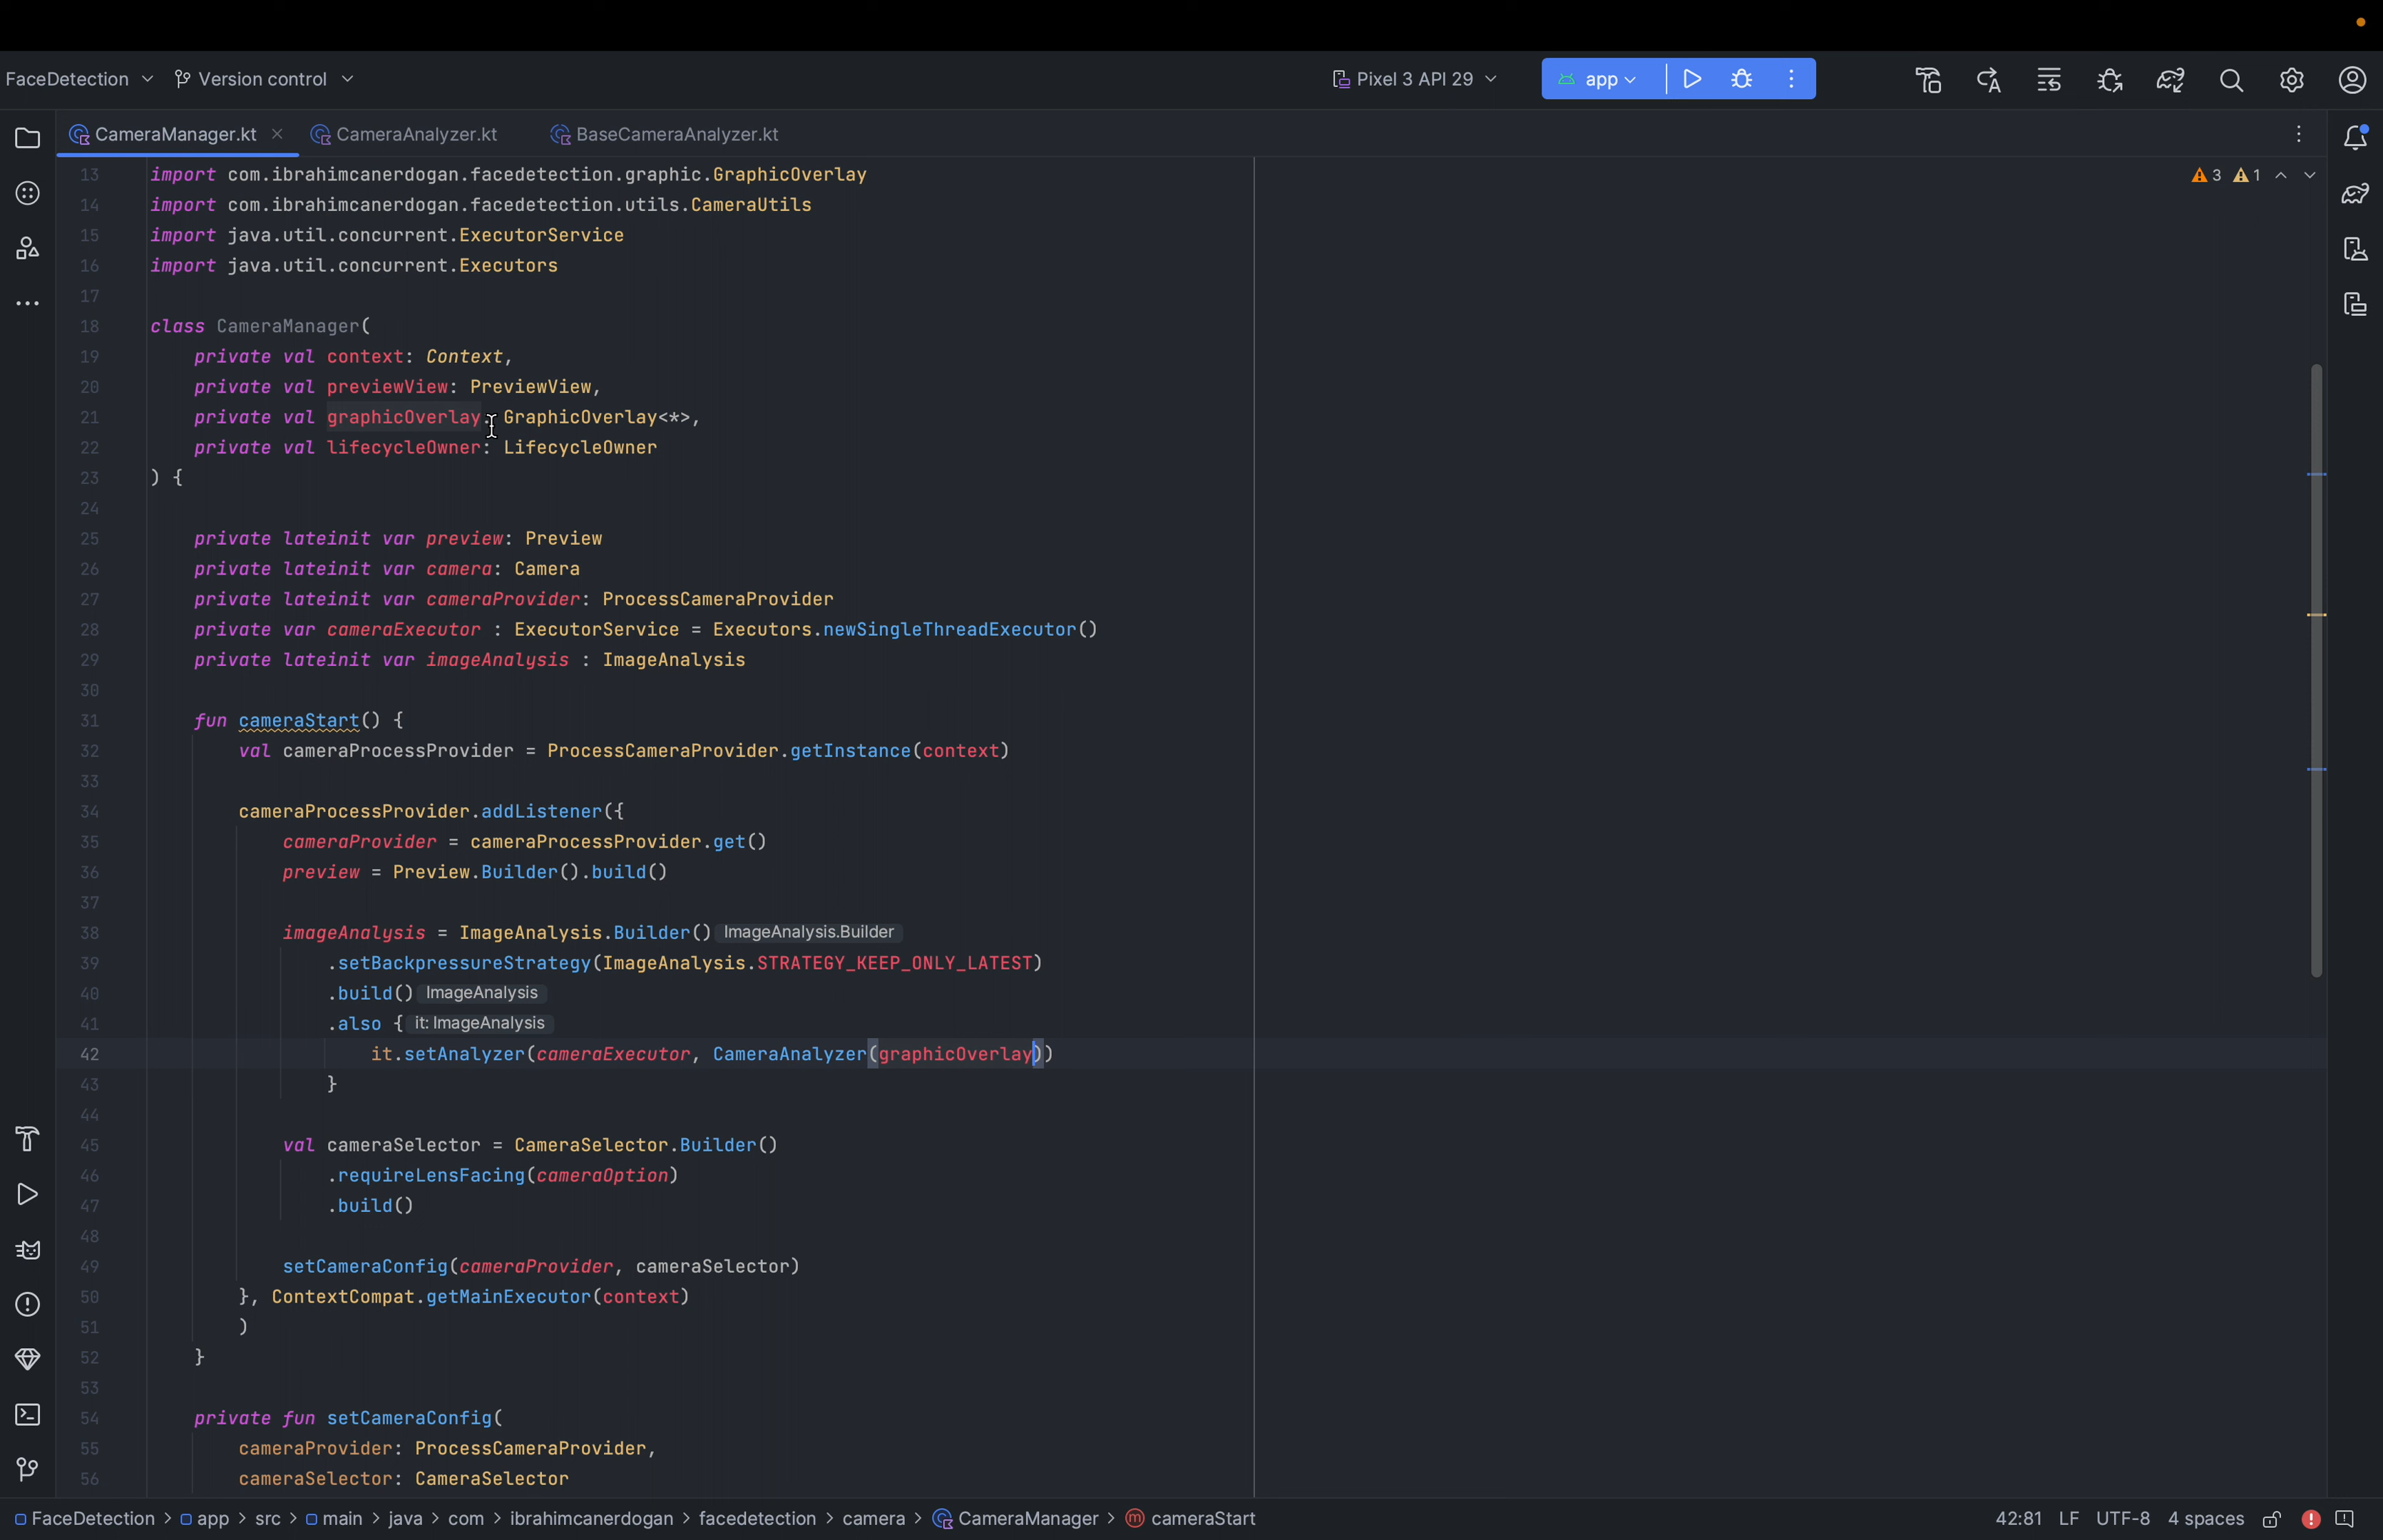 FaceDetection Version control Pixel 3 API 29 app
CameraManager.kt CameraAnalyzer.kt BaseCameraAnalyzer.kt
3 1
13 import com.ibrahimcanerdogan.facedetection.graphic.GraphicOverlay
14 import com.ibrahimcanerdogan.facedetection.utils.CameraUtils
15 import java.util.concurrent.ExecutorService
16 import java.util.concurrent.Executors
17
18 class CameraManager(
19 private val context: Context,
20 private val previewView: PreviewView,
21 private val graphicOverlay: GraphicOverlay<*>,
22 private val lifecycleOwner: LifecycleOwner
23 ) {
24
25 private lateinit var preview: Preview
26 private lateinit var camera: Camera
27 private lateinit var cameraProvider: ProcessCameraProvider
28 private var cameraExecutor : ExecutorService = Executors.newSingleThreadExecutor()
29 private lateinit var imageAnalysis : ImageAnalysis
30
31 fun cameraStart() {
32 val cameraProcessProvider = ProcessCameraProvider.getInstance(context)
33
34 cameraProcessProvider.addListener({
35 cameraProvider = cameraProcessProvider.get()
36 preview = Preview.Builder().build()
37
38 imageAnalysis = ImageAnalysis.Builder() ImageAnalysis.Builder
39 .setBackpressureStrategy(ImageAnalysis.STRATEGY_KEEP_ONLY_LATEST)
40 .build() ImageAnalysis
41 .also { it: ImageAnalysis
42 it.setAnalyzer(cameraExecutor, CameraAnalyzer(graphicOverlay))
43 }
44
45 val cameraSelector = CameraSelector.Builder()
46 .requireLensFacing(cameraOption)
47 .build()
48
49 setCameraConfig(cameraProvider, cameraSelector)
50 }, ContextCompat.getMainExecutor(context)
51 )
52 }
53
54 private fun setCameraConfig(
55 cameraProvider: ProcessCameraProvider,
56 cameraSelector: CameraSelector
FaceDetection > app > src > main > java > com > ibrahimcanerdogan > facedetection > camera > CameraManager > cameraStart 42:81 LF UTF-8 4 spaces